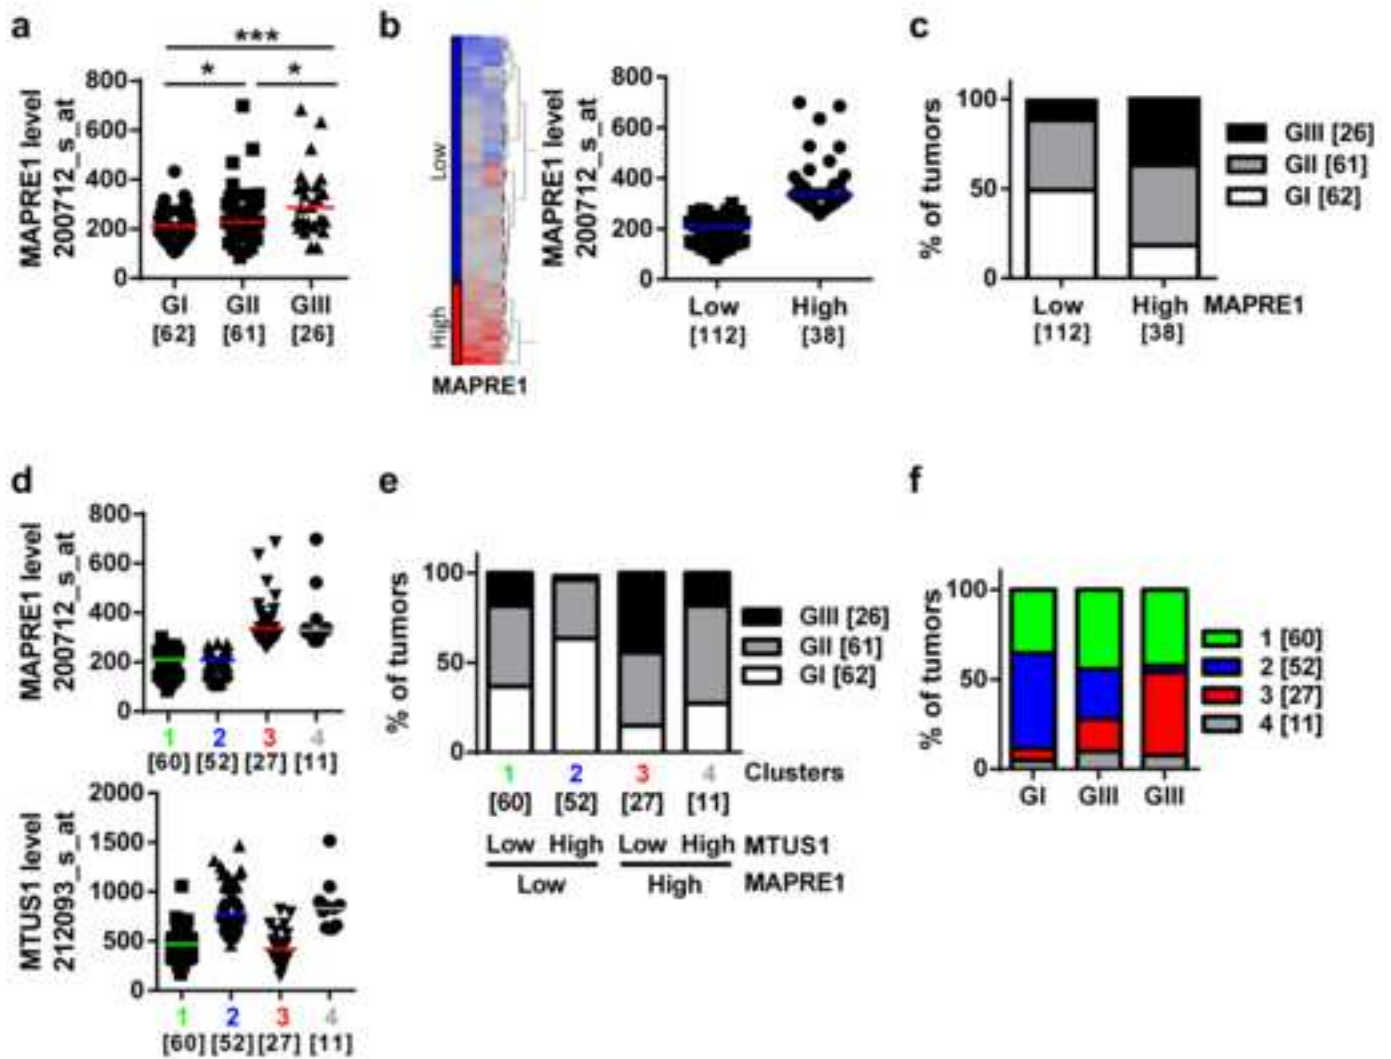 a
***
*
*
MAPRE1 level
200712_s_at
800
600
400
200
0
GI
GII
GIII
[62]
[61]
[26]
b
Low
High
MAPRE1
MAPRE1 level
200712_s_at
800
600
400
200
0
Low
High
[112]
[38]
c
% of tumors
100
50
0
Low
High
MAPRE1
[112]
[38]
GIII [26]
GII [61]
GI [62]
d
MAPRE1 level
200712_s_at
800
600
400
200
0
1
2
3
4
[60]
[52]
[27]
[11]
MTUS1 level
212093_s_at
2000
1500
1000
500
0
1
2
3
4
[60]
[52]
[27]
[11]
e
% of tumors
100
50
0
GIII [26]
GII [61]
GI [62]
1
2
3
4
Clusters
[60]
[52]
[27]
[11]
Low
High
Low
High
MTUS1
Low
High
MAPRE1
f
% of tumors
100
50
0
GI
GIII
GIII
1 [60]
2 [52]
3 [27]
4 [11]